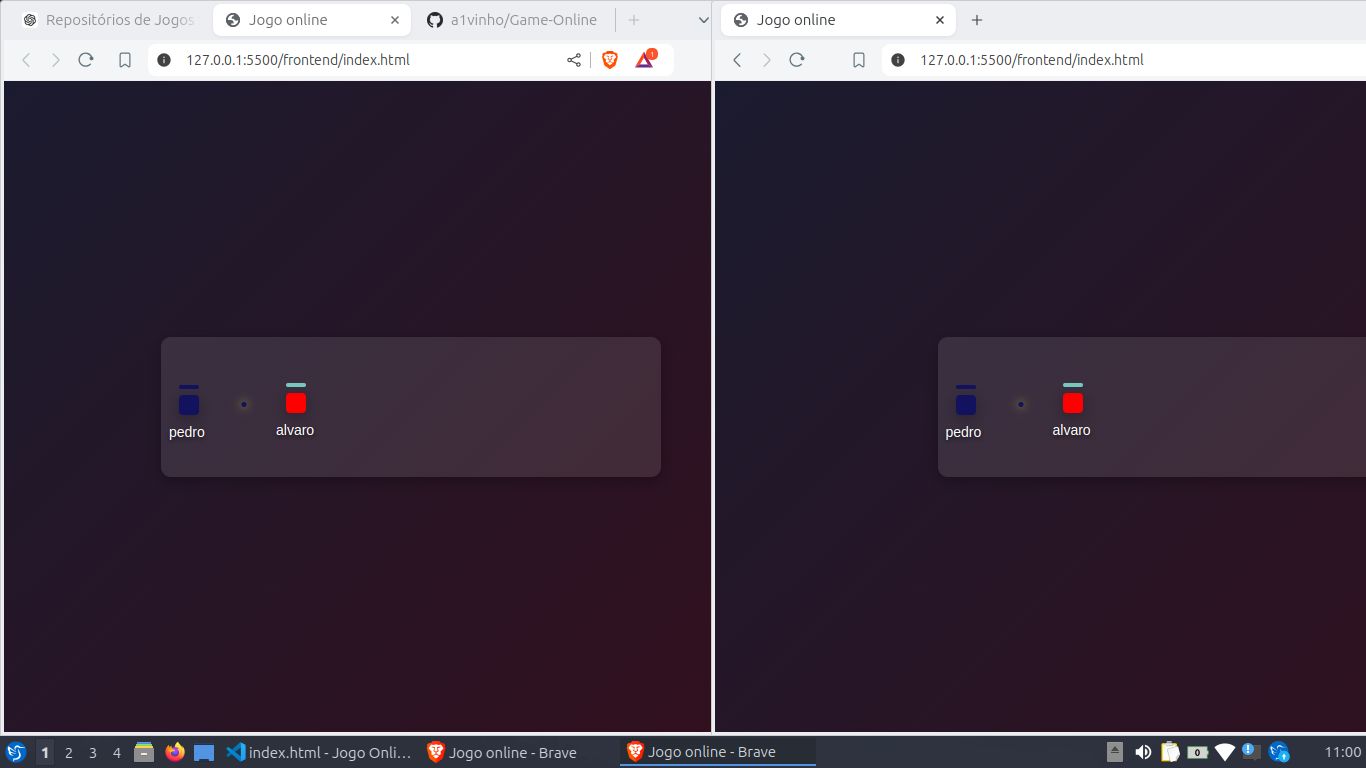 Repositórios de Jogos
Jogo online
a1vinho/Game-Online
Jogo online
127.0.0.1:5500/frontend/index.html
1
127.0.0.1:5500/frontend/index.html
pedro
alvaro
pedro
alvaro
1 2 3 4
index.html - Jogo Onli...
Jogo online - Brave
Jogo online - Brave
0
11:00